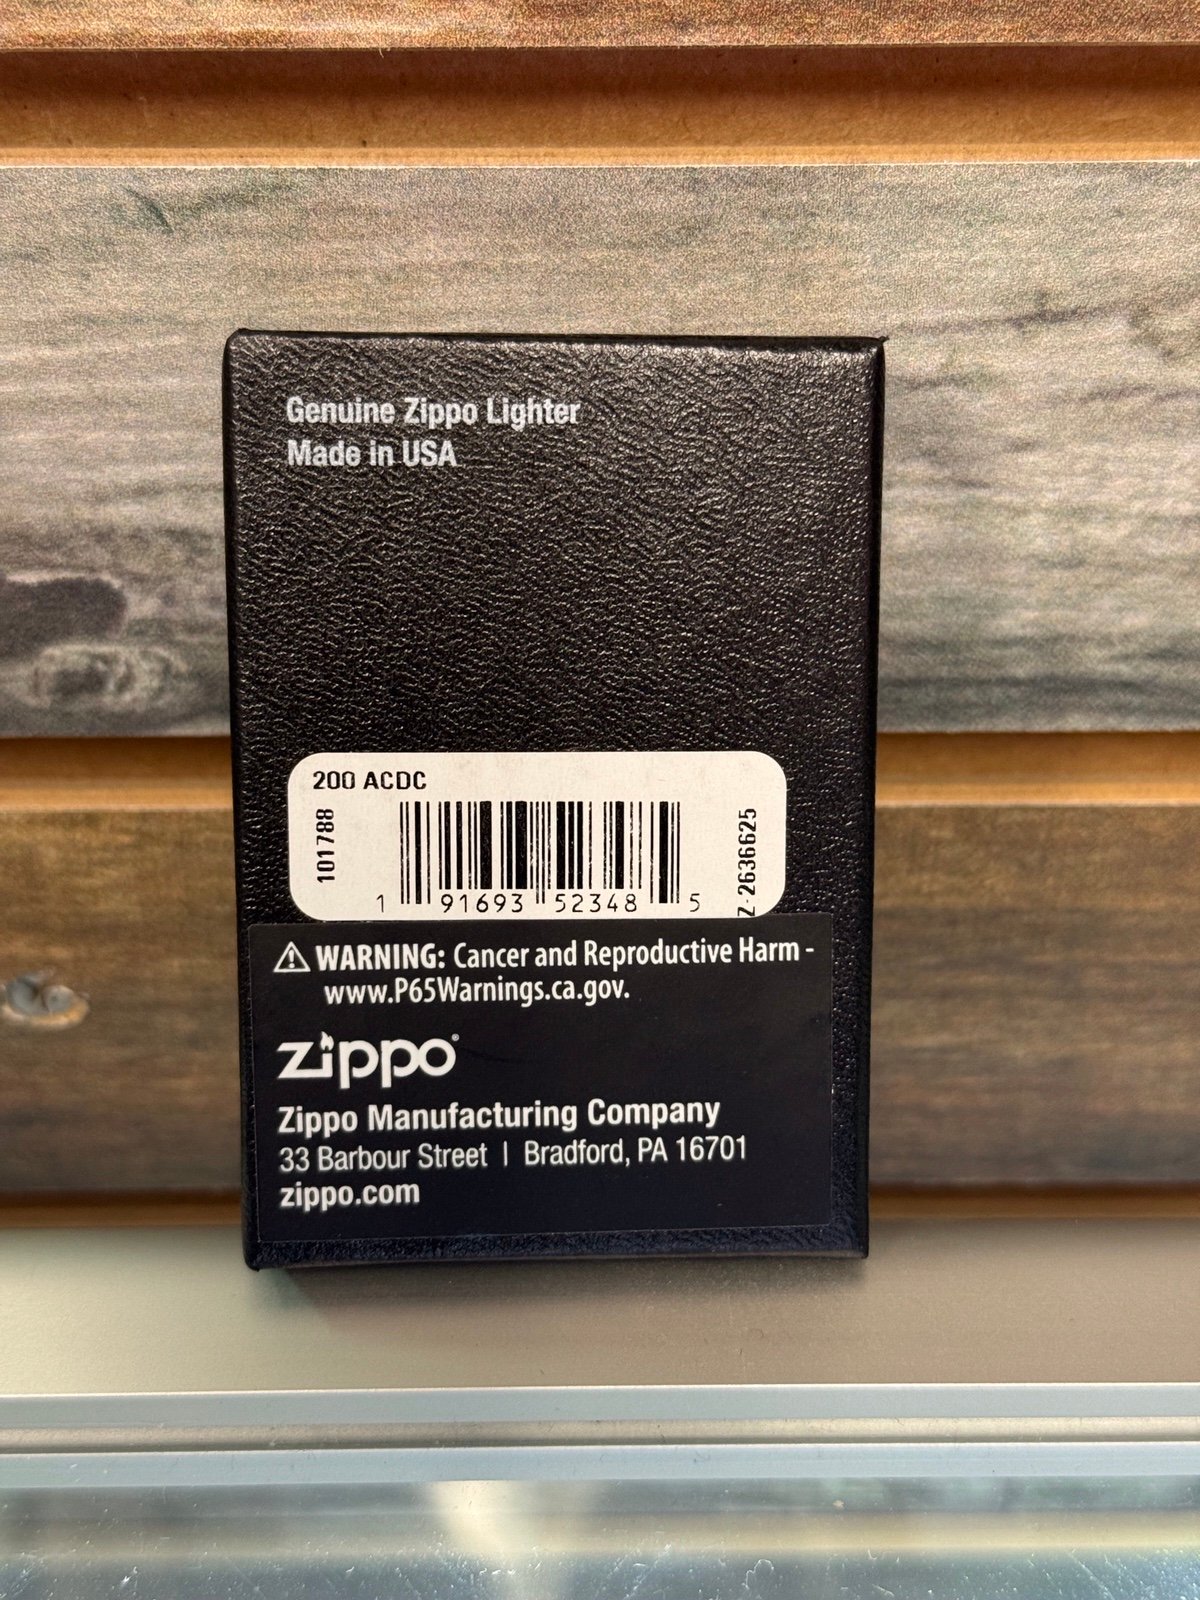 Genuine Zippo Lighter
Made in USA
200 ACDC
101788
1 91693 52348 5
Z-2636625
WARNING: Cancer and Reproductive Harm -
www.P65Warnings.ca.gov.
zippo®
Zippo Manufacturing Company
33 Barbour Street | Bradford, PA 16701
zippo.com